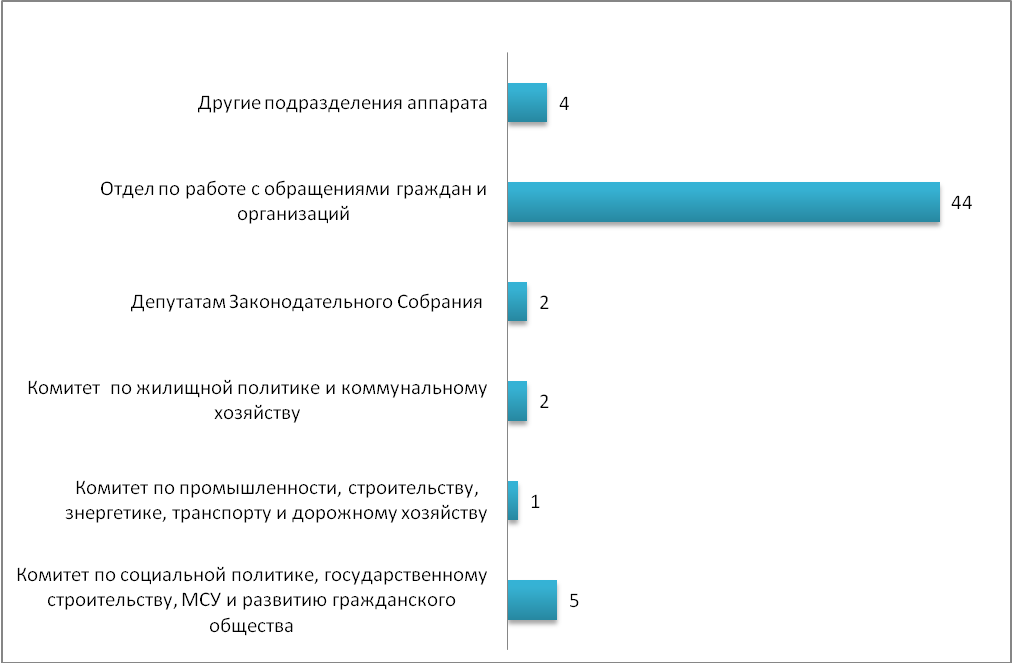 Другие подразделения аппарата
4
Отдел по работе с обращениями граждан и
организаций
44
Депутатам Законодательного Собрания
2
Комитет по жилищной политике и коммунальному
хозяйству
2
Комитет по промышленности, строительству,
знергетике, транспорту и дорожному хозяйству
1
Комитет по социальной политике, государственному
строительству, МСУ и развитию гражданского
общества
5